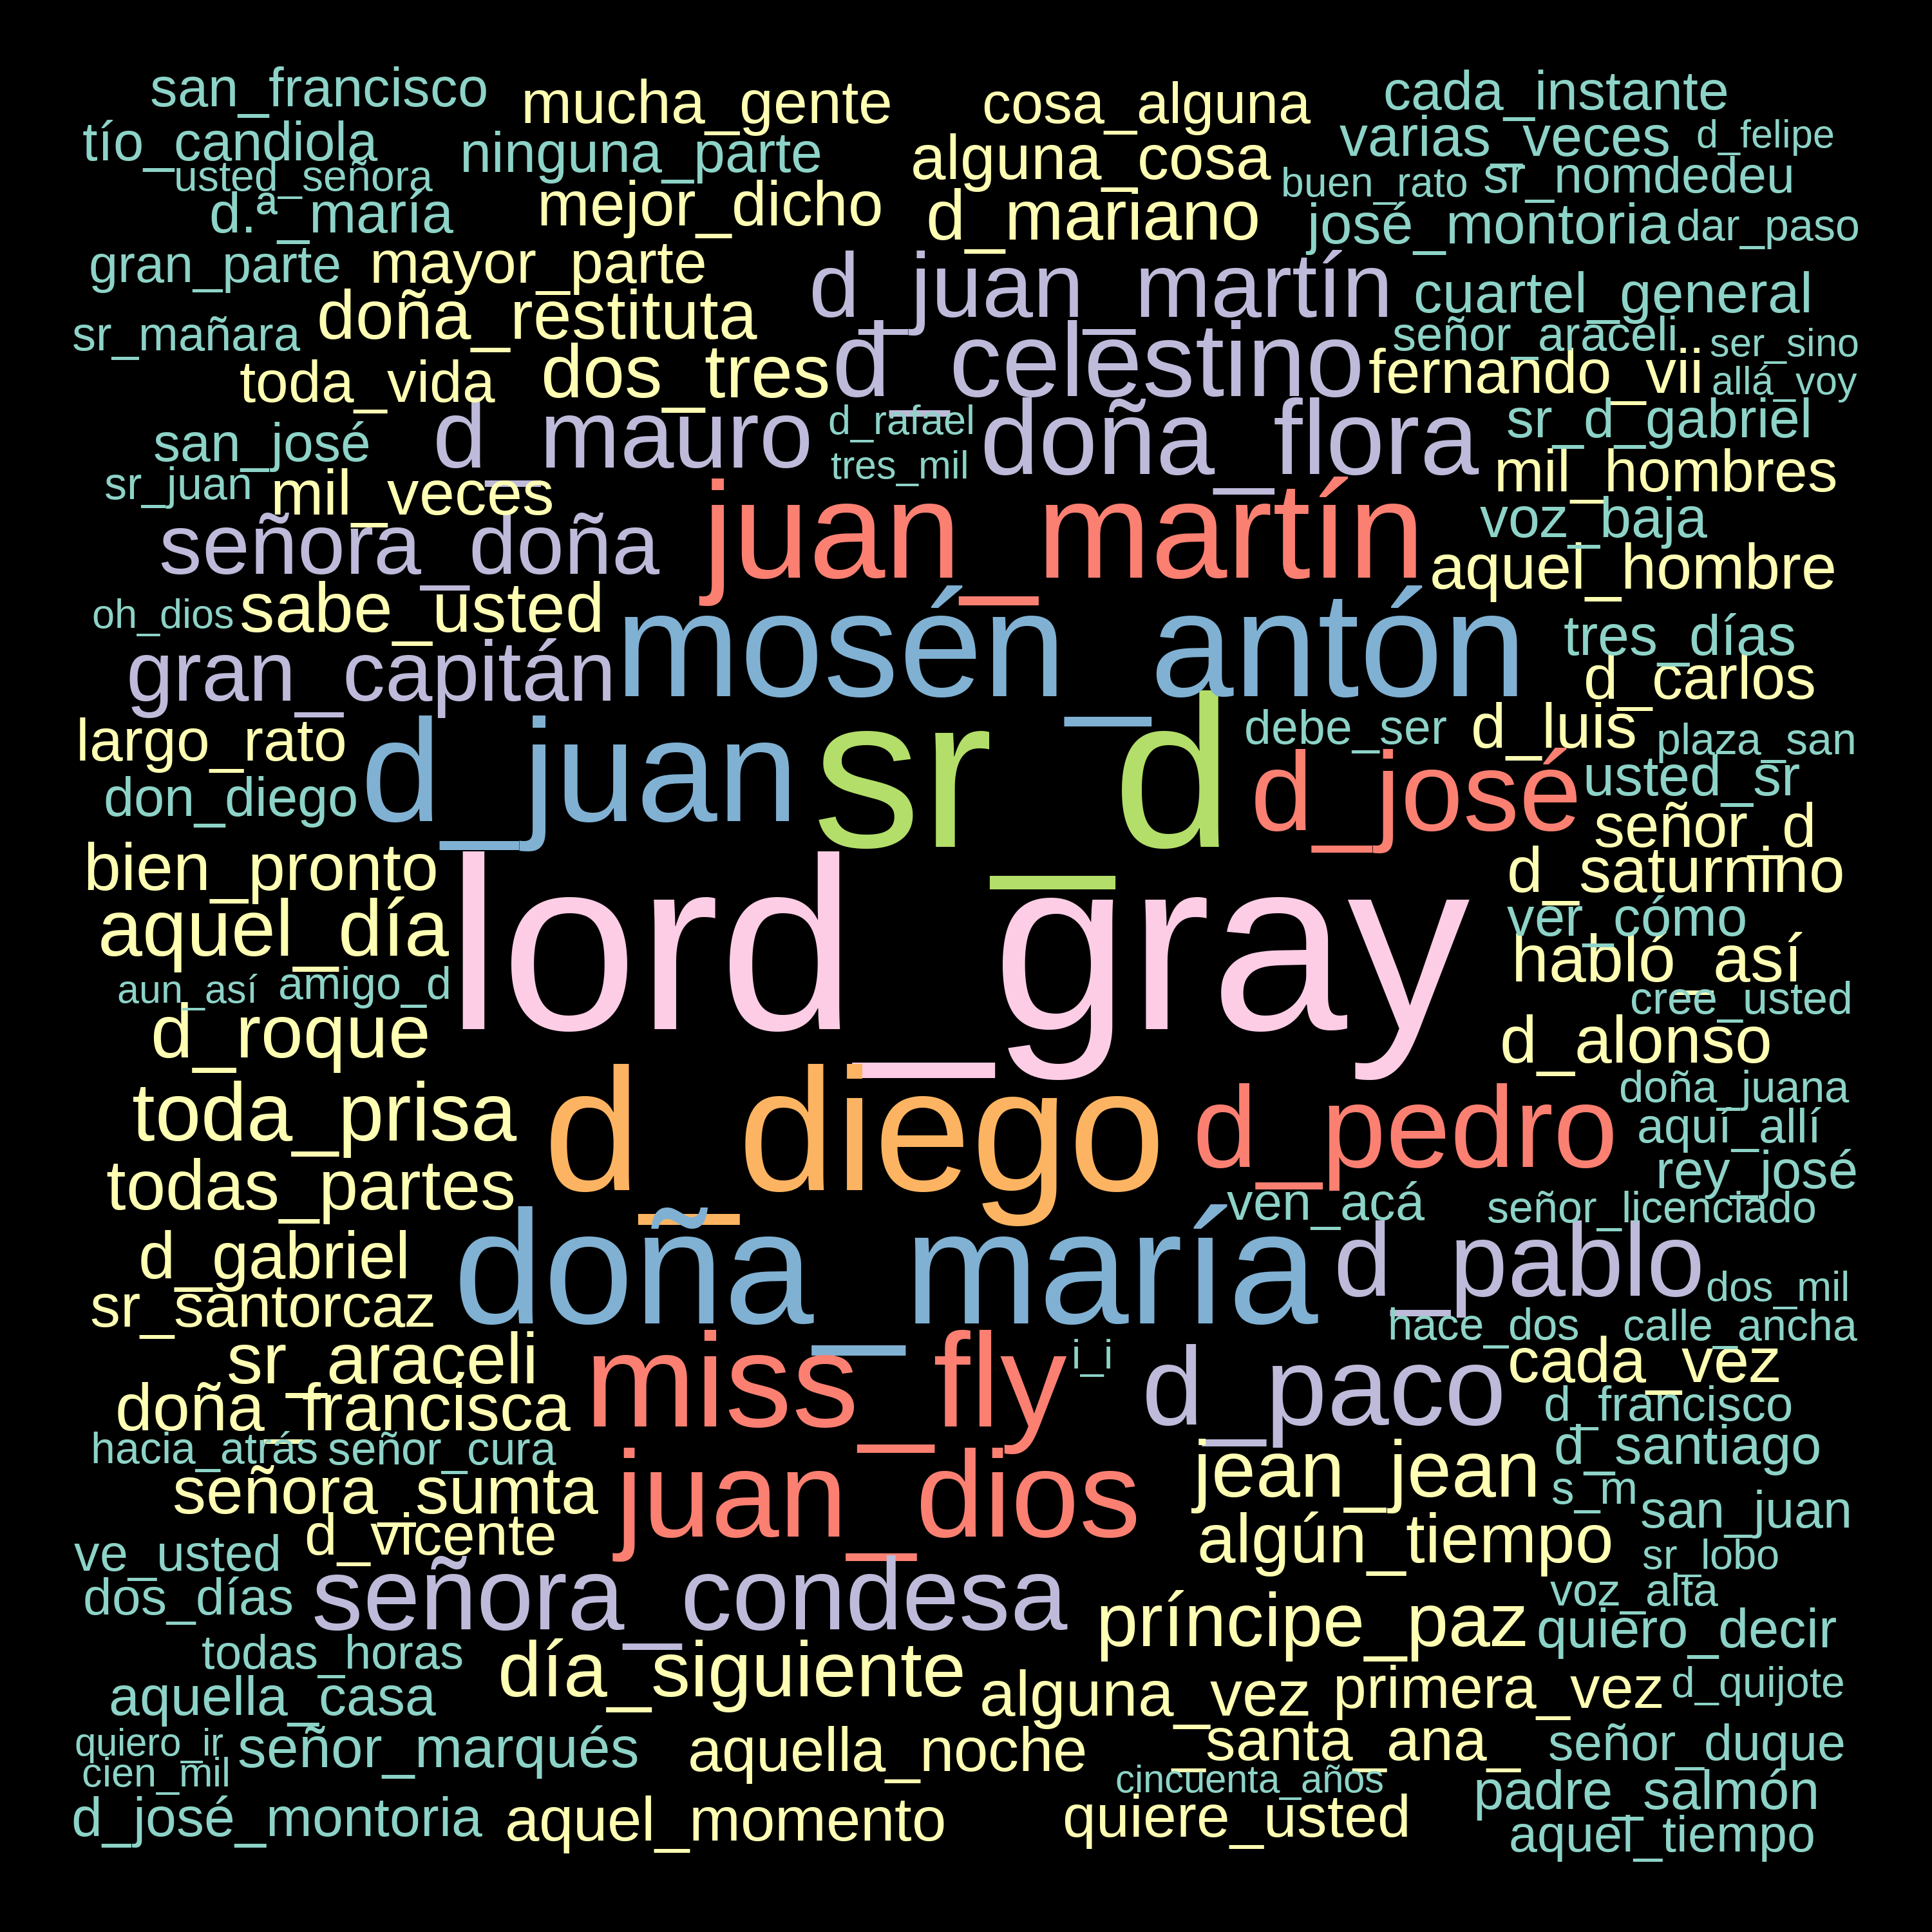 san_francisco
mucha_gente
cosa_alguna
cada_instante
tío_candiola
ninguna_parte
alguna_cosa
varias_veces
d_felipe
usted_señora
buen_rato
sr_nomdedeu
d.ª_maría
mejor_dicho
d_mariano
josé_montoria
dar_paso
gran_parte
mayor_parte
d_juan_martín
cuartel_general
sr_mañara
doña_restituta
señor_araceli
ser_sino
toda_vida
dos_tres
d_celestino
fernando_vii
allá_voy
san_josé
d_mauro
d_rafael
doña_flora
sr_d_gabriel
tres_mil
sr_juan
mil_veces
mil_hombres
señora_doña
juan_martín
voz_baja
aquel_hombre
oh_dios
sabe_usted
mosén_antón
tres_días
gran_capitán
d_carlos
largo_rato
d_juan
sr_d
debe_ser
d_luis
plaza_san
don_diego
d_josé
usted_sr
señor_d
bien_pronto
d_saturnino
aquel_día
lord_gray
ver_cómo
habló_así
aun_así
amigo_d
cree_usted
d_roque
d_alonso
toda_prisa
d_diego
d_pedro
doña_juana
aquí_allí
todas_partes
rey_josé
ven_acá
señor_licenciado
d_gabriel
doña_maría
d_pablo
dos_mil
sr_santorcaz
hace_dos
calle_ancha
sr_araceli
miss_fly
i_i
d_paco
cada_vez
doña_francisca
d_francisco
hacia_atrás
señor_cura
juan_dios
jean_jean
d_santiago
señora_sumta
s_m
san_juan
d_vicente
algún_tiempo
ve_usted
sr_lobo
dos_días
señora_condesa
príncipe_paz
voz_alta
quiero_decir
todas_horas
día_siguiente
aquella_casa
alguna_vez
primera_vez
d_quijote
quiero_ir
señor_marqués
aquella_noche
_santa_ana_
señor_duque
cien_mil
cincuenta_años
padre_salmón
d_josé_montoria
aquel_momento
quiere_usted
aquel_tiempo